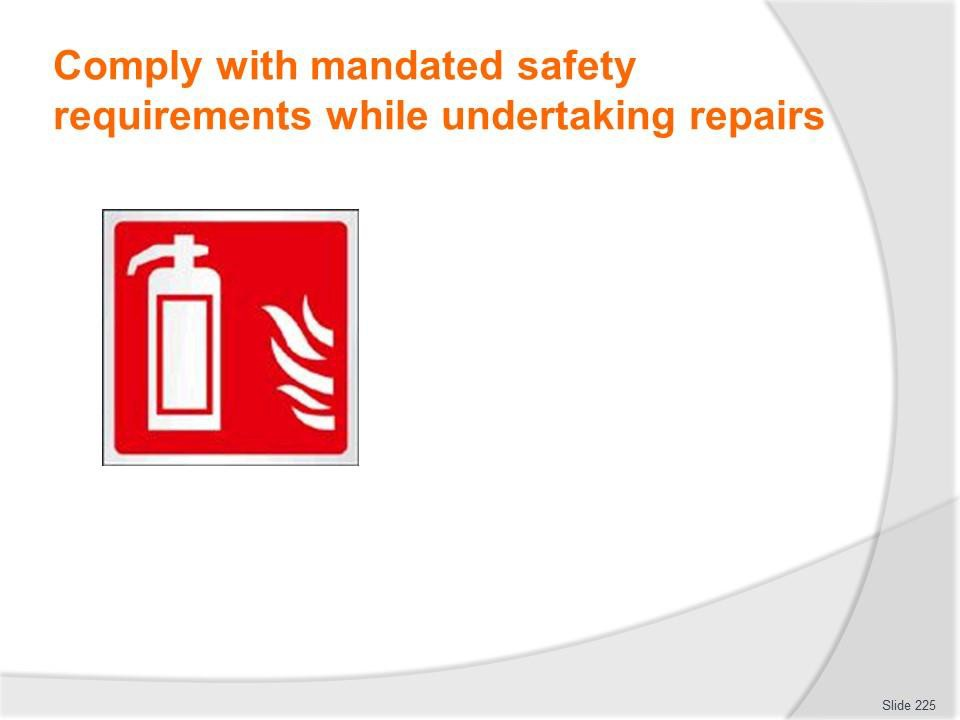 Comply with mandated safety
requirements while undertaking repairs
Slide 225